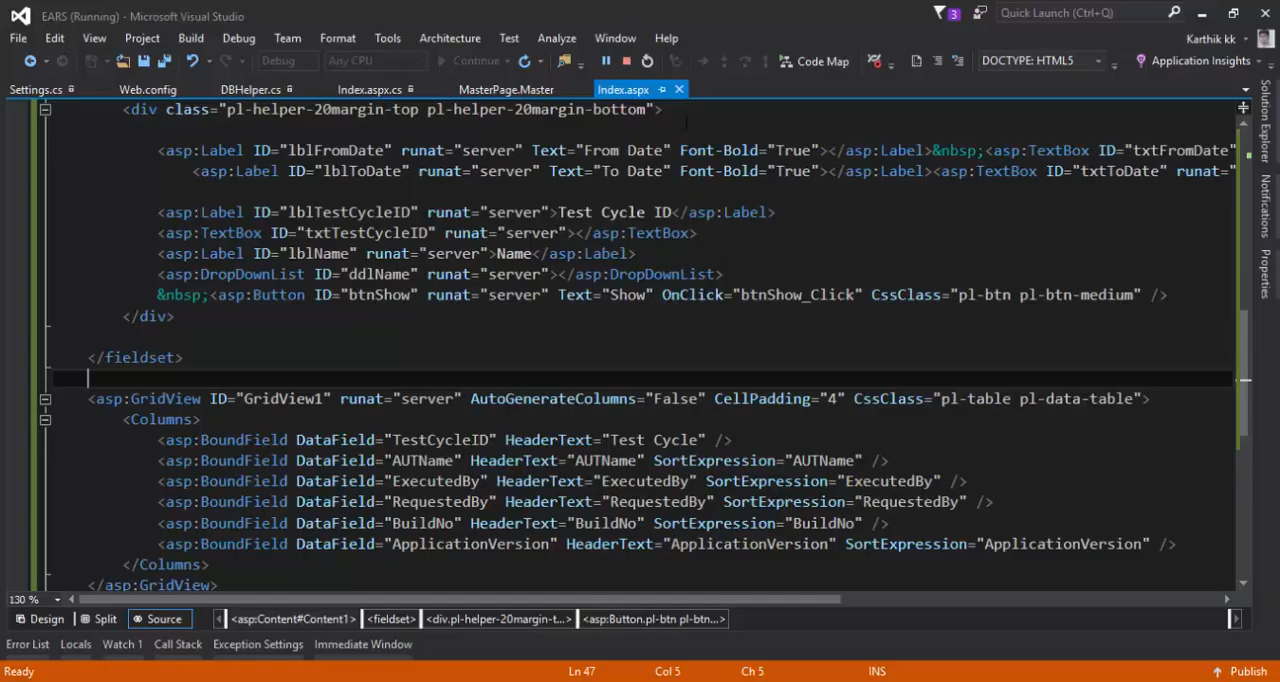 EARS (Running) - Microsoft Visual Studio
3
Quick Launch (Ctrl+Q)
File Edit View Project Build Debug Team Format Tools Architecture Test Analyze Window Help
Karthik kk
Debug Any CPU Continue Code Map DOCTYPE: HTML5 Application Insights
Settings.cs Web.config DBHelper.cs Index.aspx.cs MasterPage.Master Index.aspx
<div class="pl-helper-20margin-top pl-helper-20margin-bottom">
<asp:Label ID="lblFromDate" runat="server" Text="From Date" Font-Bold="True"></asp:Label>&nbsp;<asp:TextBox ID="txtFromDate"
<asp:Label ID="lblToDate" runat="server" Text="To Date" Font-Bold="True"></asp:Label><asp:TextBox ID="txtToDate" runat="
<asp:Label ID="lblTestCycleID" runat="server">Test Cycle ID</asp:Label>
<asp:TextBox ID="txtTestCycleID" runat="server"></asp:TextBox>
<asp:Label ID="lblName" runat="server">Name</asp:Label>
<asp:DropDownList ID="ddlName" runat="server"></asp:DropDownList>
&nbsp;<asp:Button ID="btnShow" runat="server" Text="Show" OnClick="btnShow_Click" CssClass="pl-btn pl-btn-medium" />
</div>
</fieldset>
<asp:GridView ID="GridView1" runat="server" AutoGenerateColumns="False" CellPadding="4" CssClass="pl-table pl-data-table">
<Columns>
<asp:BoundField DataField="TestCycleID" HeaderText="Test Cycle" />
<asp:BoundField DataField="AUTName" HeaderText="AUTName" SortExpression="AUTName" />
<asp:BoundField DataField="ExecutedBy" HeaderText="ExecutedBy" SortExpression="ExecutedBy" />
<asp:BoundField DataField="RequestedBy" HeaderText="RequestedBy" SortExpression="RequestedBy" />
<asp:BoundField DataField="BuildNo" HeaderText="BuildNo" SortExpression="BuildNo" />
<asp:BoundField DataField="ApplicationVersion" HeaderText="ApplicationVersion" SortExpression="ApplicationVersion" />
</Columns>
</asp:GridView>
Solution Explorer
Notifications
Properties
130 %
Design Split Source <asp:Content#Content1> <fieldset> <div.pl-helper-20margin-t...> <asp:Button.pl-btn pl-btn...>
Error List Locals Watch 1 Call Stack Exception Settings Immediate Window
Ready Ln 47 Col 5 Ch 5 INS Publish